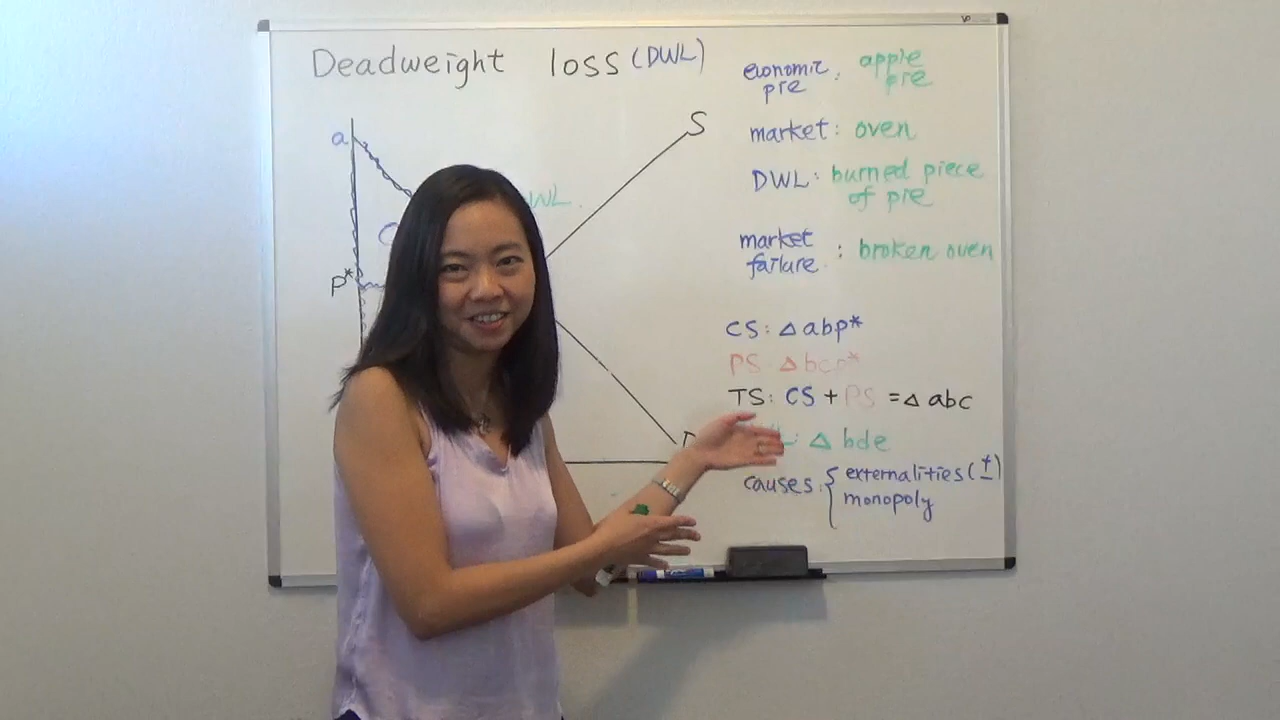 Deadweight loss (DWL)
a
C
P*
WL
S
economic : apple
pie pie
market : oven
DWL : burned piece
of pie
market
failure : broken oven
CS : △ abp*
PS △ bcp*
TS : CS + PS = △ abc
: △ bde
causes : { externalities (±)
monopoly